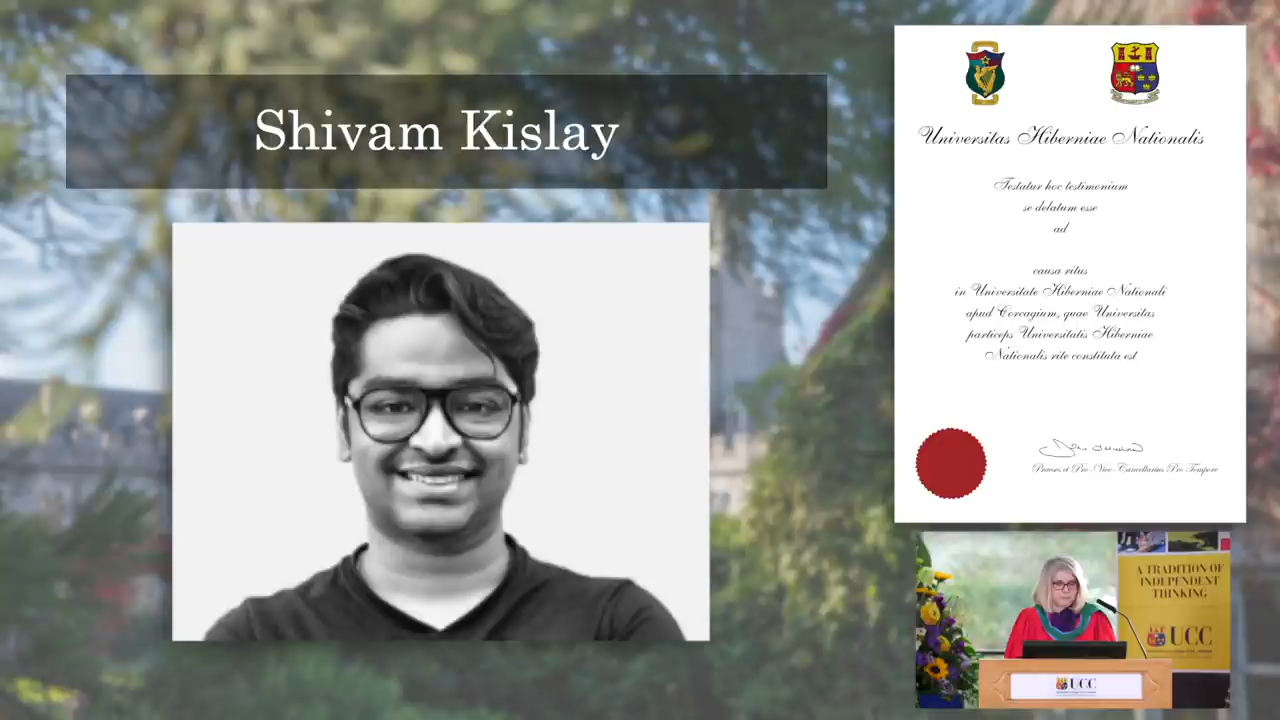 Shivam Kislay
Universitas Hiberniae Nationalis
Testatur hoc testimonium
se delatum esse
ad
causa ritus
in Universitate Hiberniae Nationali
apud Corcagium, quae Universitas
particeps Universitatis Hiberniae
Nationalis rite constituta est
Praeses et Pro-Vice-Cancellarius Pro Tempore
A TRADITION OF
INDEPENDENT
THINKING
UCC
UCC